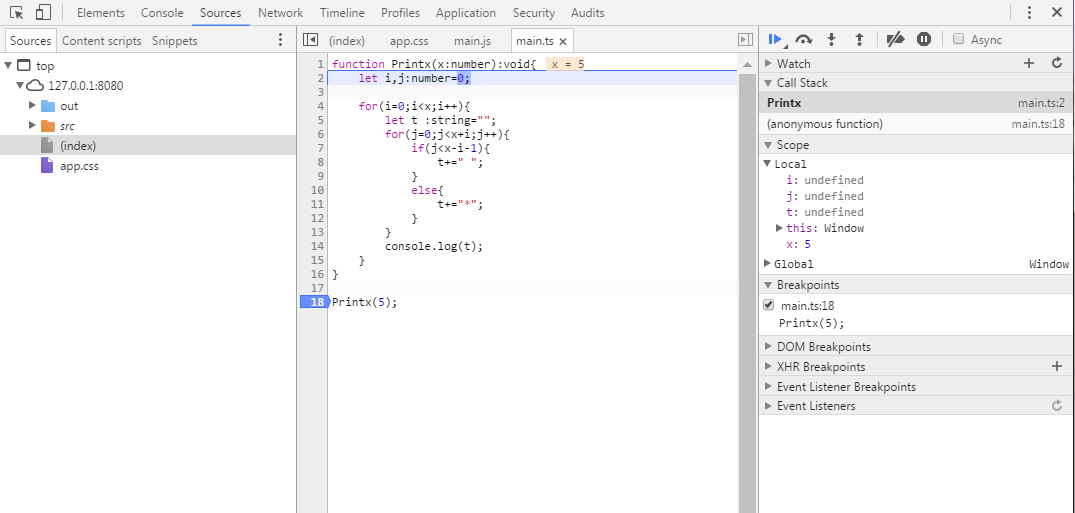 Elements Console Sources Network Timeline Profiles Application Security Audits
Sources Content scripts Snippets
top
127.0.0.1:8080
out
src
(index)
app.css
(index) app.css main.js main.ts
1 function Printx(x:number):void{ x = 5
2 let i,j:number=0;
3
4 for(i=0;i<x;i++){
5 let t :string="";
6 for(j=0;j<x+i;j++){
7 if(j<x-i-1){
8 t+=" ";
9 }
10 else{
11 t+="*";
12 }
13 }
14 console.log(t);
15 }
16 }
17
18 Printx(5);
Async
Watch
Call Stack
Printx main.ts:2
(anonymous function) main.ts:18
Scope
Local
i: undefined
j: undefined
t: undefined
this: Window
x: 5
Global Window
Breakpoints
main.ts:18
Printx(5);
DOM Breakpoints
XHR Breakpoints
Event Listener Breakpoints
Event Listeners